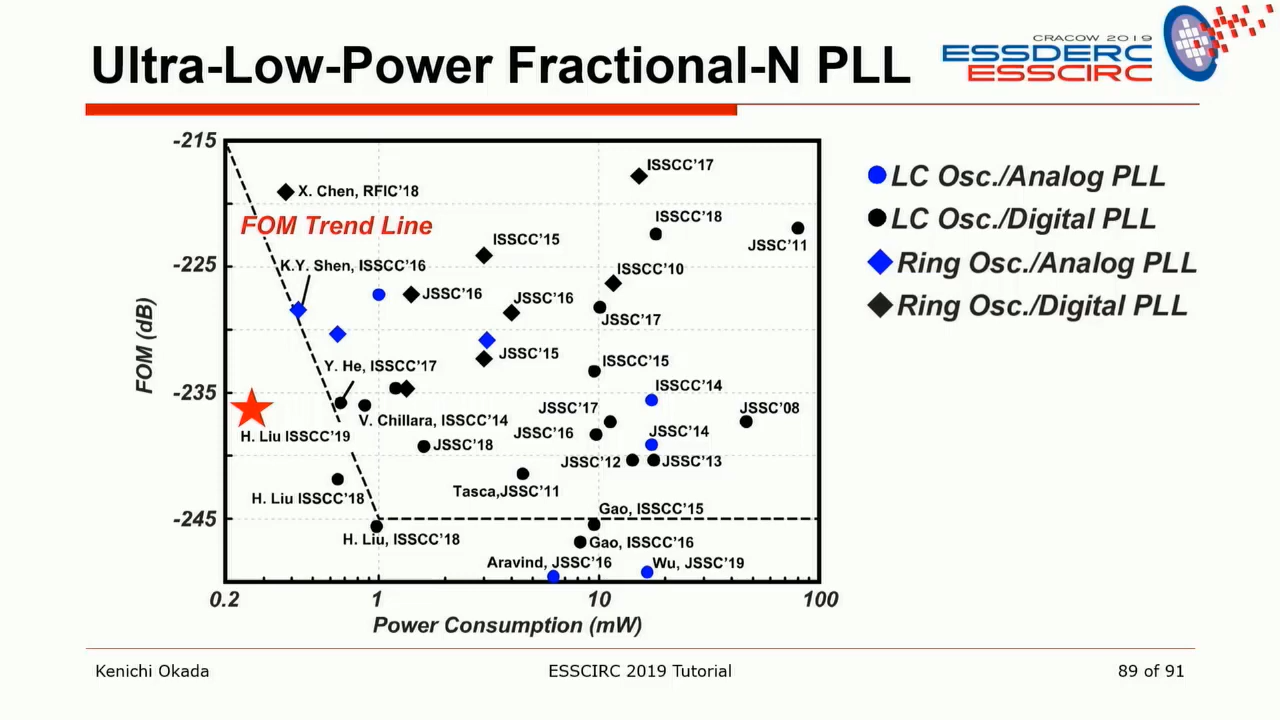 Ultra-Low-Power Fractional-N PLL
CRACOW 2019
ESSDERC
ESSCIRC
-215
-225
-235
-245
FOM (dB)
0.2
1
10
100
Power Consumption (mW)
ISSCC'17
X. Chen, RFIC'18
ISSCC'18
FOM Trend Line
ISSCC'15
JSSC'11
K.Y. Shen, ISSCC'16
ISSCC'10
JSSC'16
JSSC'16
JSSC'17
JSSC'15
Y. He, ISSCC'17
ISSCC'15
ISSCC'14
JSSC'17
JSSC'08
V. Chillara, ISSCC'14
H. Liu ISSCC'19
JSSC'16
JSSC'14
JSSC'18
JSSC'12
JSSC'13
Tasca,JSSC'11
H. Liu ISSCC'18
Gao, ISSCC'15
H. Liu, ISSCC'18
Gao, ISSCC'16
Aravind, JSSC'16
Wu, JSSC'19
LC Osc./Analog PLL
LC Osc./Digital PLL
Ring Osc./Analog PLL
Ring Osc./Digital PLL
Kenichi Okada
ESSCIRC 2019 Tutorial
89 of 91